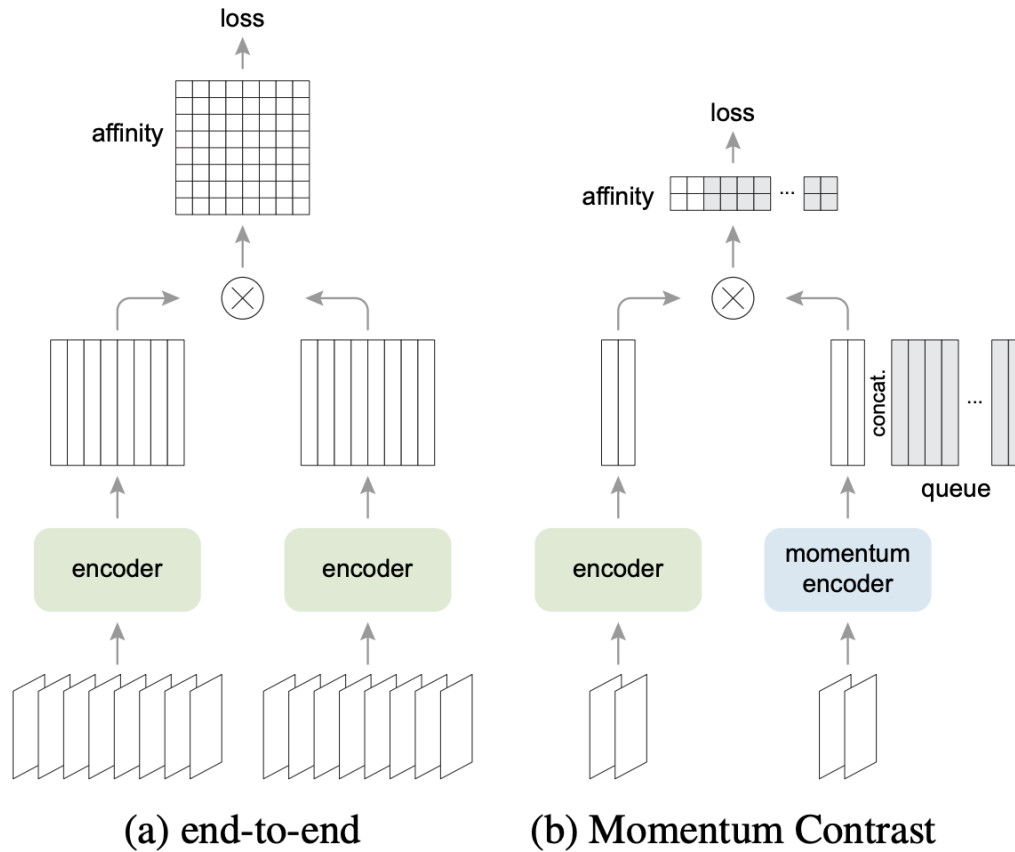 loss
affinity
encoder
encoder
(a) end-to-end
loss
affinity
...
concat.
...
queue
encoder
momentum
encoder
(b) Momentum Contrast